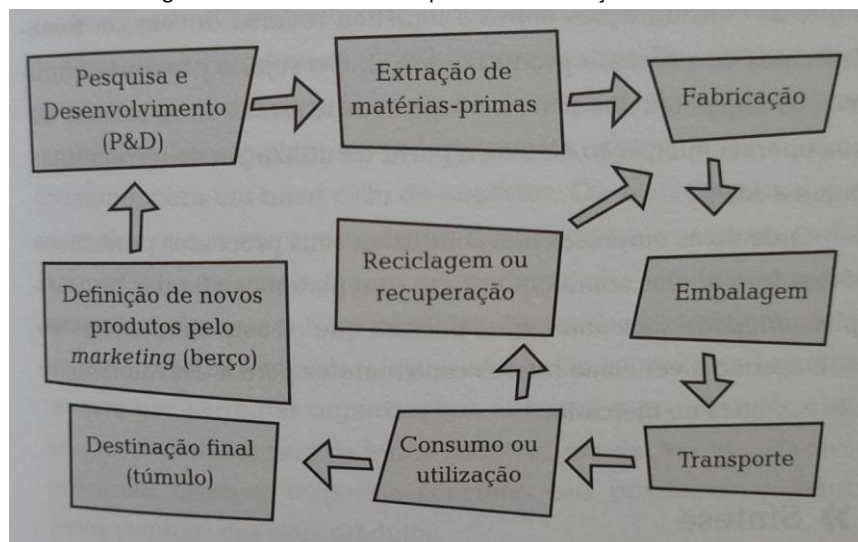 Pesquisa e
Desenvolvimento
(P&D)
Extração de
matérias-primas
Fabricação
Definição de novos
produtos pelo
marketing (berço)
Reciclagem ou
recuperação
Embalagem
Destinação final
(túmulo)
Consumo ou
utilização
Transporte